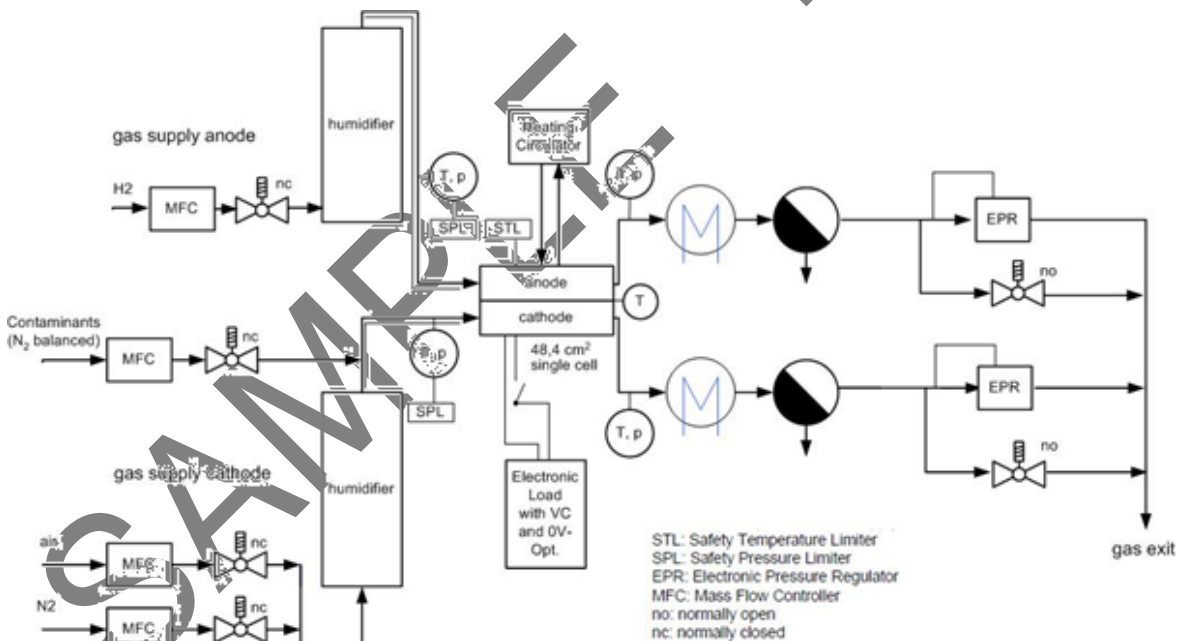 humidifier
gas supply anode
Heating
Circulator
T, p
T, p
H2
nc
MFC
SPL
STL
EPR
anode
T
no
cathode
Contaminants
(N₂ balanced)
nc
MFC
T, p
48,4 cm²
single cell
SPL
EPR
T, p
gas supply cathode
humidifier
Electronic
Load
with VC
and 0V-
Opt.
no
air
nc
MFC
N2
nc
MFC
STL: Safety Temperature Limiter
SPL: Safety Pressure Limiter
EPR: Electronic Pressure Regulator
MFC: Mass Flow Controller
no: normally open
nc: normally closed
gas exit
SAMPLE